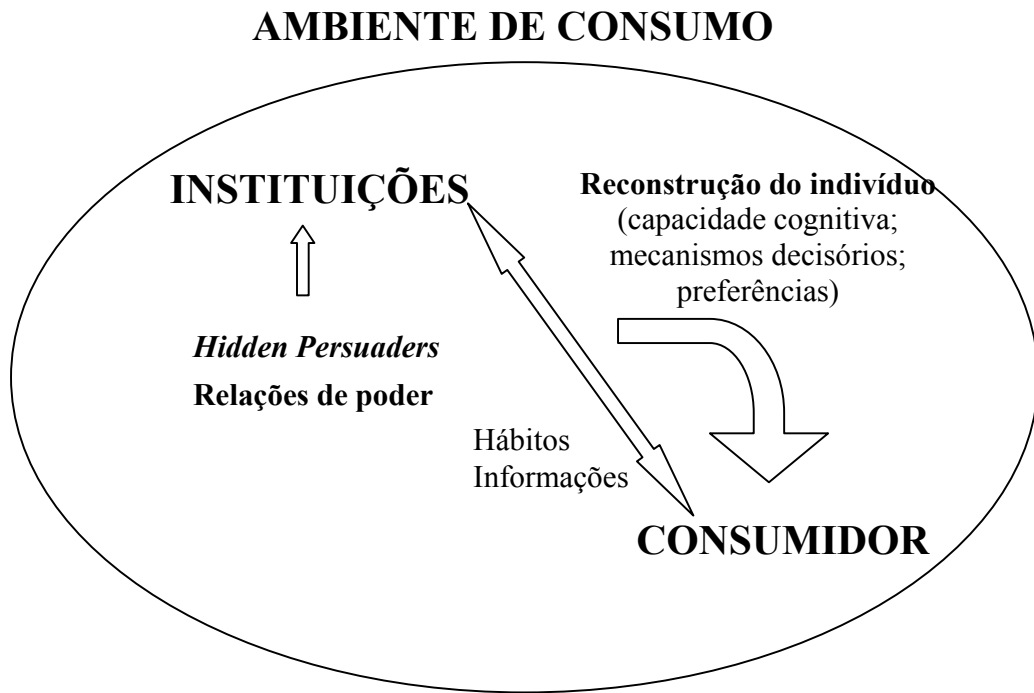 AMBIENTE DE CONSUMO
INSTITUIÇÕES
Reconstrução do indivíduo
(capacidade cognitiva;
mecanismos decisórios;
preferências)
Hidden Persuaders
Relações de poder
Hábitos
Informações
CONSUMIDOR